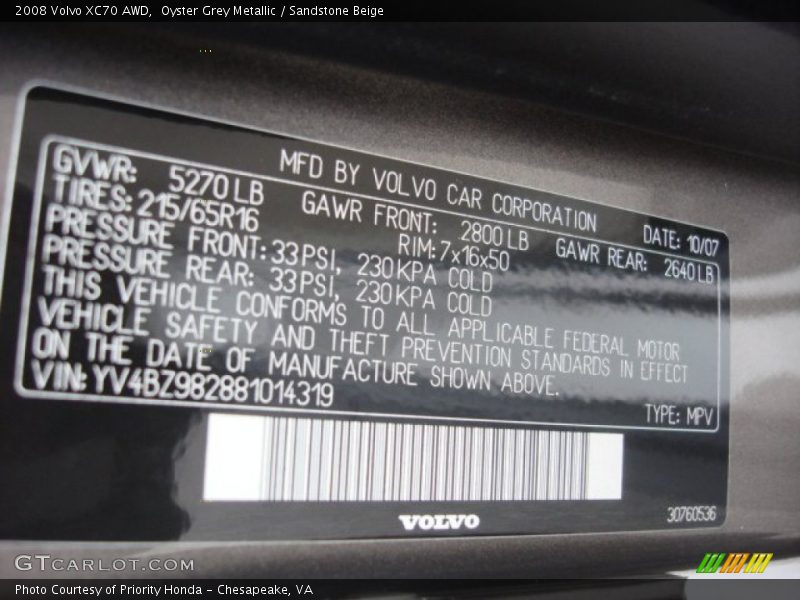 2008 Volvo XC70 AWD, Oyster Grey Metallic / Sandstone Beige
MFD BY VOLVO CAR CORPORATION DATE: 10/07
GVWR: 5270 LB GAWR FRONT: 2800 LB GAWR REAR: 2640 LB
TIRES: 215/65R16 RIM: 7x16x50
PRESSURE FRONT: 33 PSI, 230 KPA COLD
PRESSURE REAR: 33 PSI, 230 KPA COLD
THIS VEHICLE CONFORMS TO ALL APPLICABLE FEDERAL MOTOR
VEHICLE SAFETY AND THEFT PREVENTION STANDARDS IN EFFECT
ON THE DATE OF MANUFACTURE SHOWN ABOVE.
VIN: YV4BZ982881014319 TYPE: MPV
VOLVO
30760536
GTCARLOT.COM
Photo Courtesy of Priority Honda - Chesapeake, VA